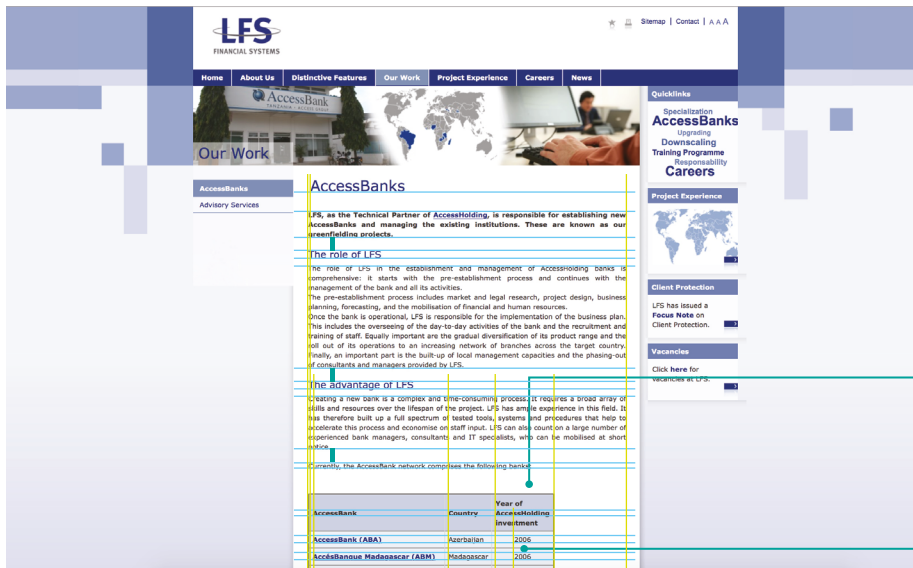 LFS
FINANCIAL SYSTEMS
Sitemap | Contact | A A A
Home About Us Distinctive Features Our Work Project Experience Careers News
AccessBank
TANZANIA - ACCESS GROUP
Our Work
AccessBanks
Advisory Services
AccessBanks
LFS, as the Technical Partner of AccessHolding, is responsible for establishing new
AccessBanks and managing the existing institutions. These are known as our
greenfielding projects.
The role of LFS
The role of LFS in the establishment and management of AccessHolding banks is
comprehensive: it starts with the pre-establishment process and continues with the
management of the bank and all its activities.
The pre-establishment process includes market and legal research, project design, business
planning, forecasting, and the mobilisation of financial and human resources.
Once the bank is operational, LFS is responsible for the implementation of the business plan.
This includes the overseeing of the day-to-day activities of the bank and the recruitment and
training of staff. Equally important are the gradual diversification of its product range and the
roll out of its operations to an increasing network of branches across the target country.
Finally, an important part is the built-up of local management capacities and the phasing-out
of consultants and managers provided by LFS.
The advantage of LFS
Creating a new bank is a complex and time-consuming process. It requires a broad array of
skills and resources over the lifespan of the project. LFS has ample experience in this field. It
has therefore built up a full spectrum of tested tools, systems and procedures that help to
accelerate this process and economise on staff input. LFS can also count on a large number of
experienced bank managers, consultants and IT specialists, who can be mobilised at short
notice.
Currently, the AccessBank network comprises the following banks:
AccessBank Country Year of
AccessHolding
investment
AccessBank (ABA) Azerbaijan 2006
AccèsBanque Madagascar (ABM) Madagascar 2006
Quicklinks
Specialization
AccessBanks
Upgrading
Downscaling
Training Programme
Responsability
Careers
Project Experience
Client Protection
LFS has issued a
Focus Note on
Client Protection.
Vacancies
Click here for
vacancies at LFS.